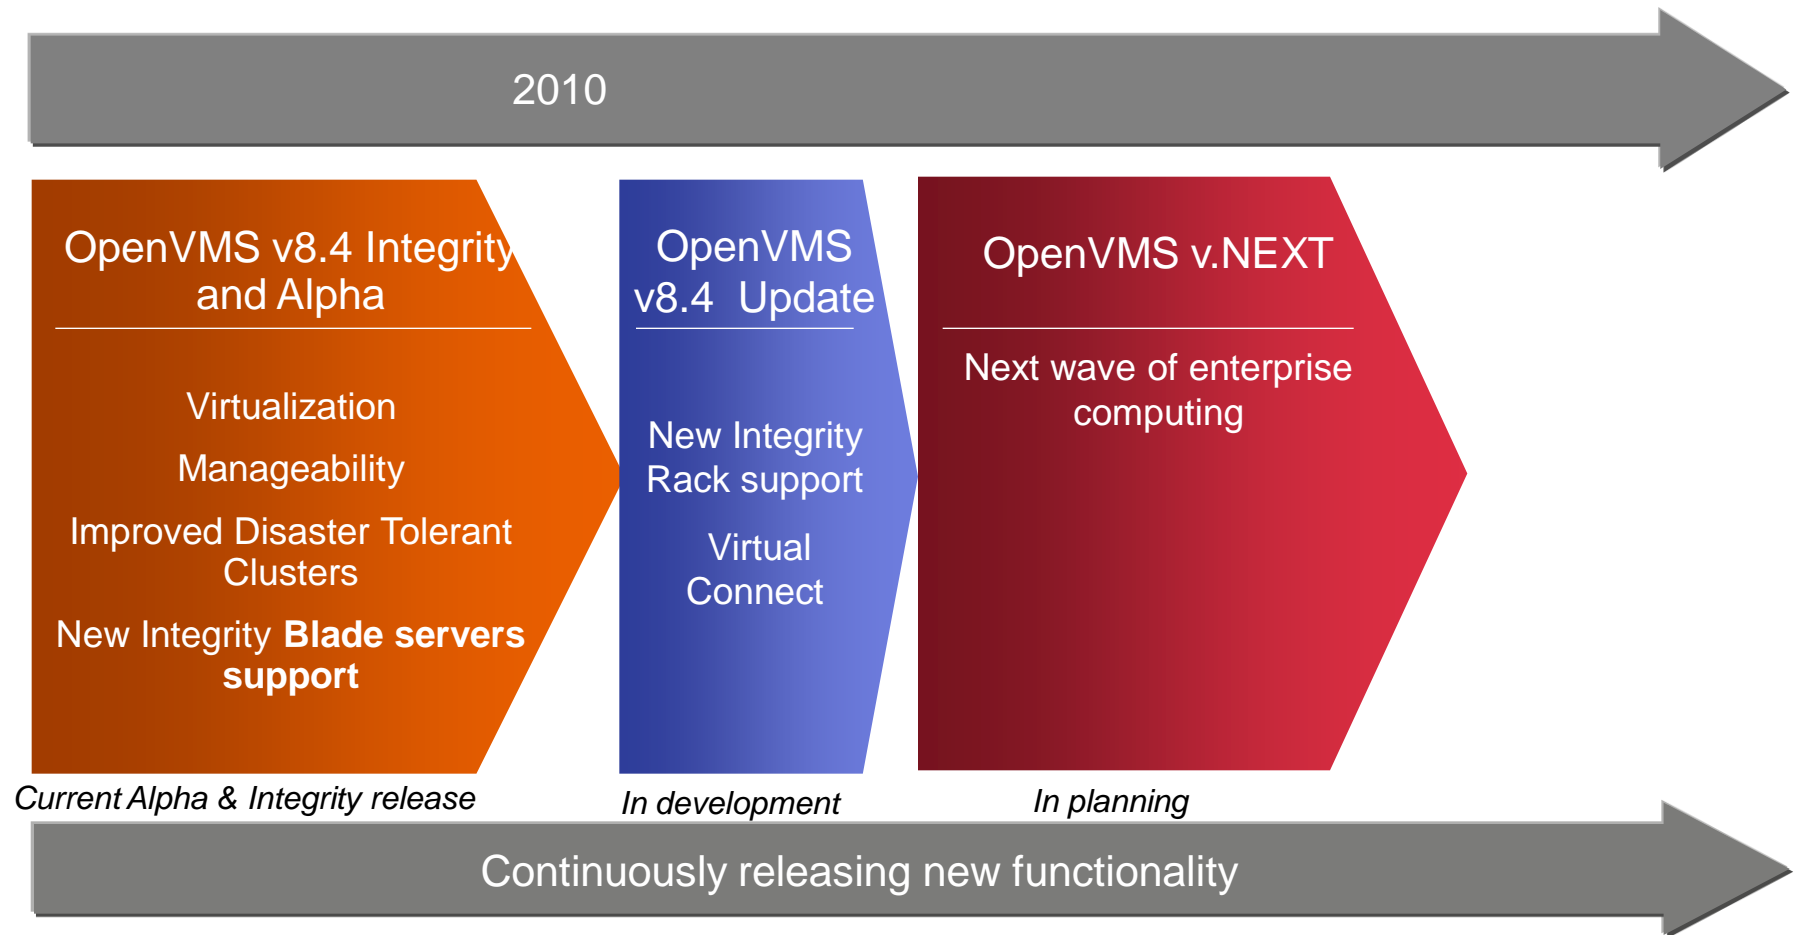 2010
OpenVMS v8.4 Integrity
and Alpha
Virtualization
Manageability
Improved Disaster Tolerant
Clusters
New Integrity Blade servers
support
Current Alpha & Integrity release
OpenVMS
v8.4  Update
New Integrity
Rack support
Virtual
Connect
In development
OpenVMS v.NEXT
Next wave of enterprise
computing
In planning
Continuously releasing new functionality